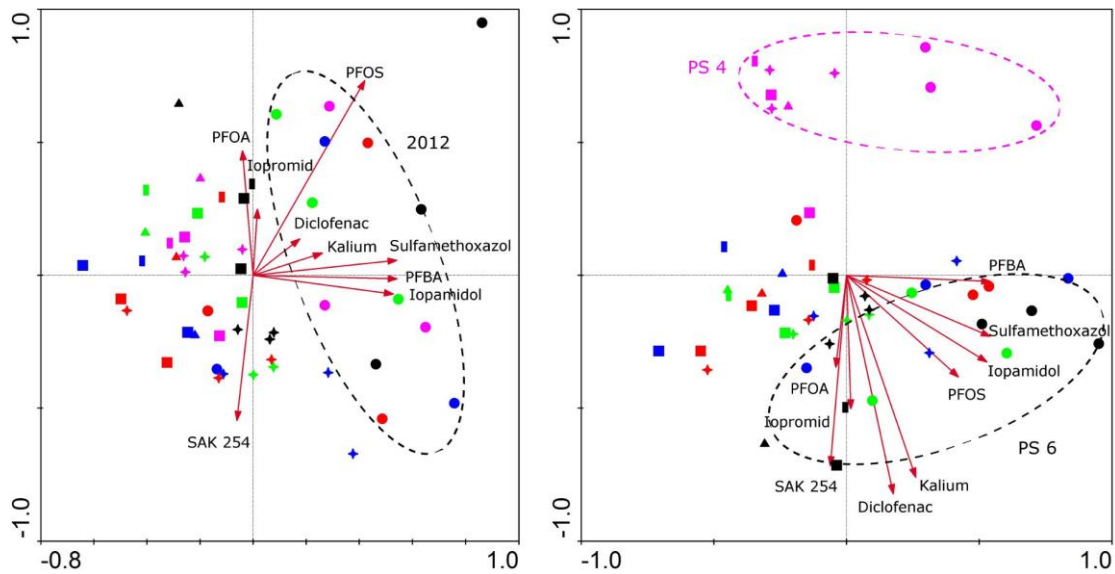 1.0
PFOS
2012
PFOA
Iopromid
Diclofenac
Kalium
Sulfamethoxazol
PFBA
Iopamidol
SAK 254
-1.0
-0.8
1.0
1.0
PS 4
PFBA
Sulfamethoxazol
Iopamidol
PFOA
PFOS
Iopromid
PS 6
SAK 254
Kalium
Diclofenac
-1.0
-1.0
1.0